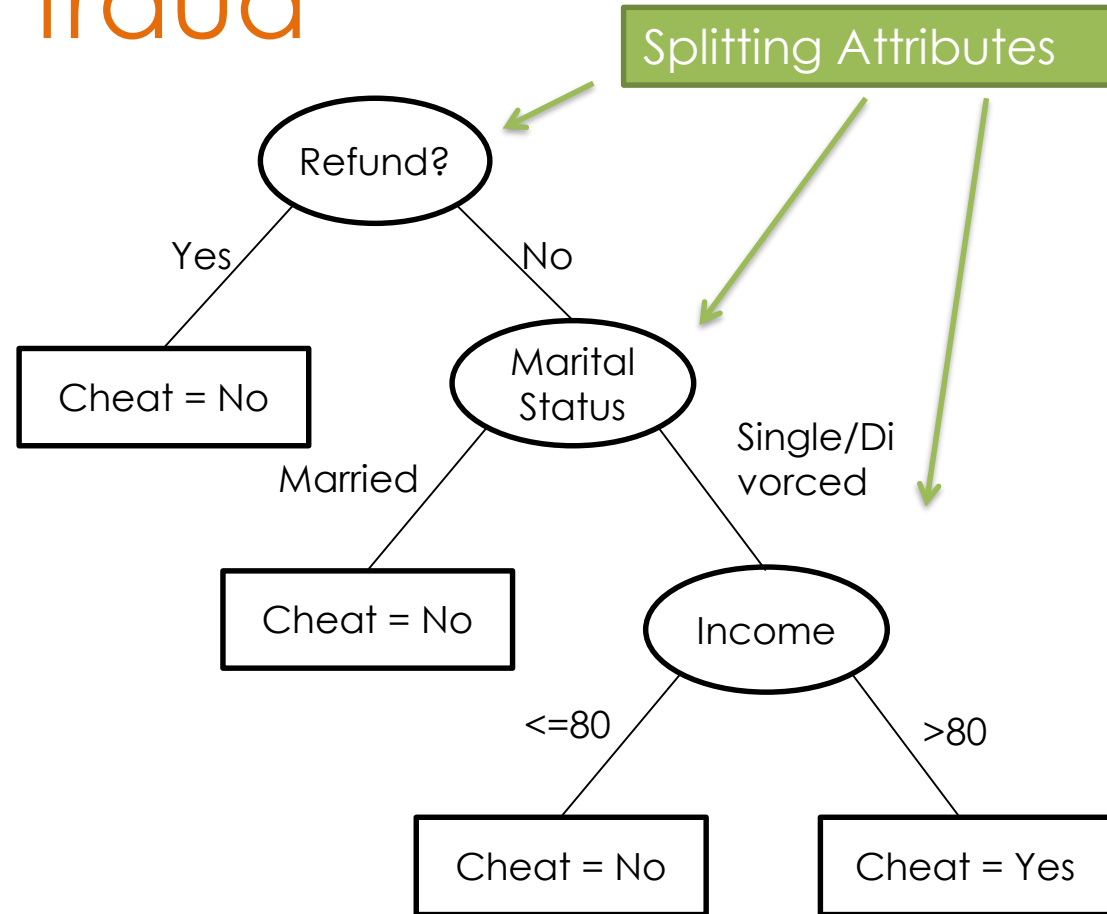 fraud
Splitting Attributes
Refund?
Yes
No
Cheat = No
Marital
Status
Married
Single/Di
vorced
Cheat = No
Income
<=80
>80
Cheat = No
Cheat = Yes